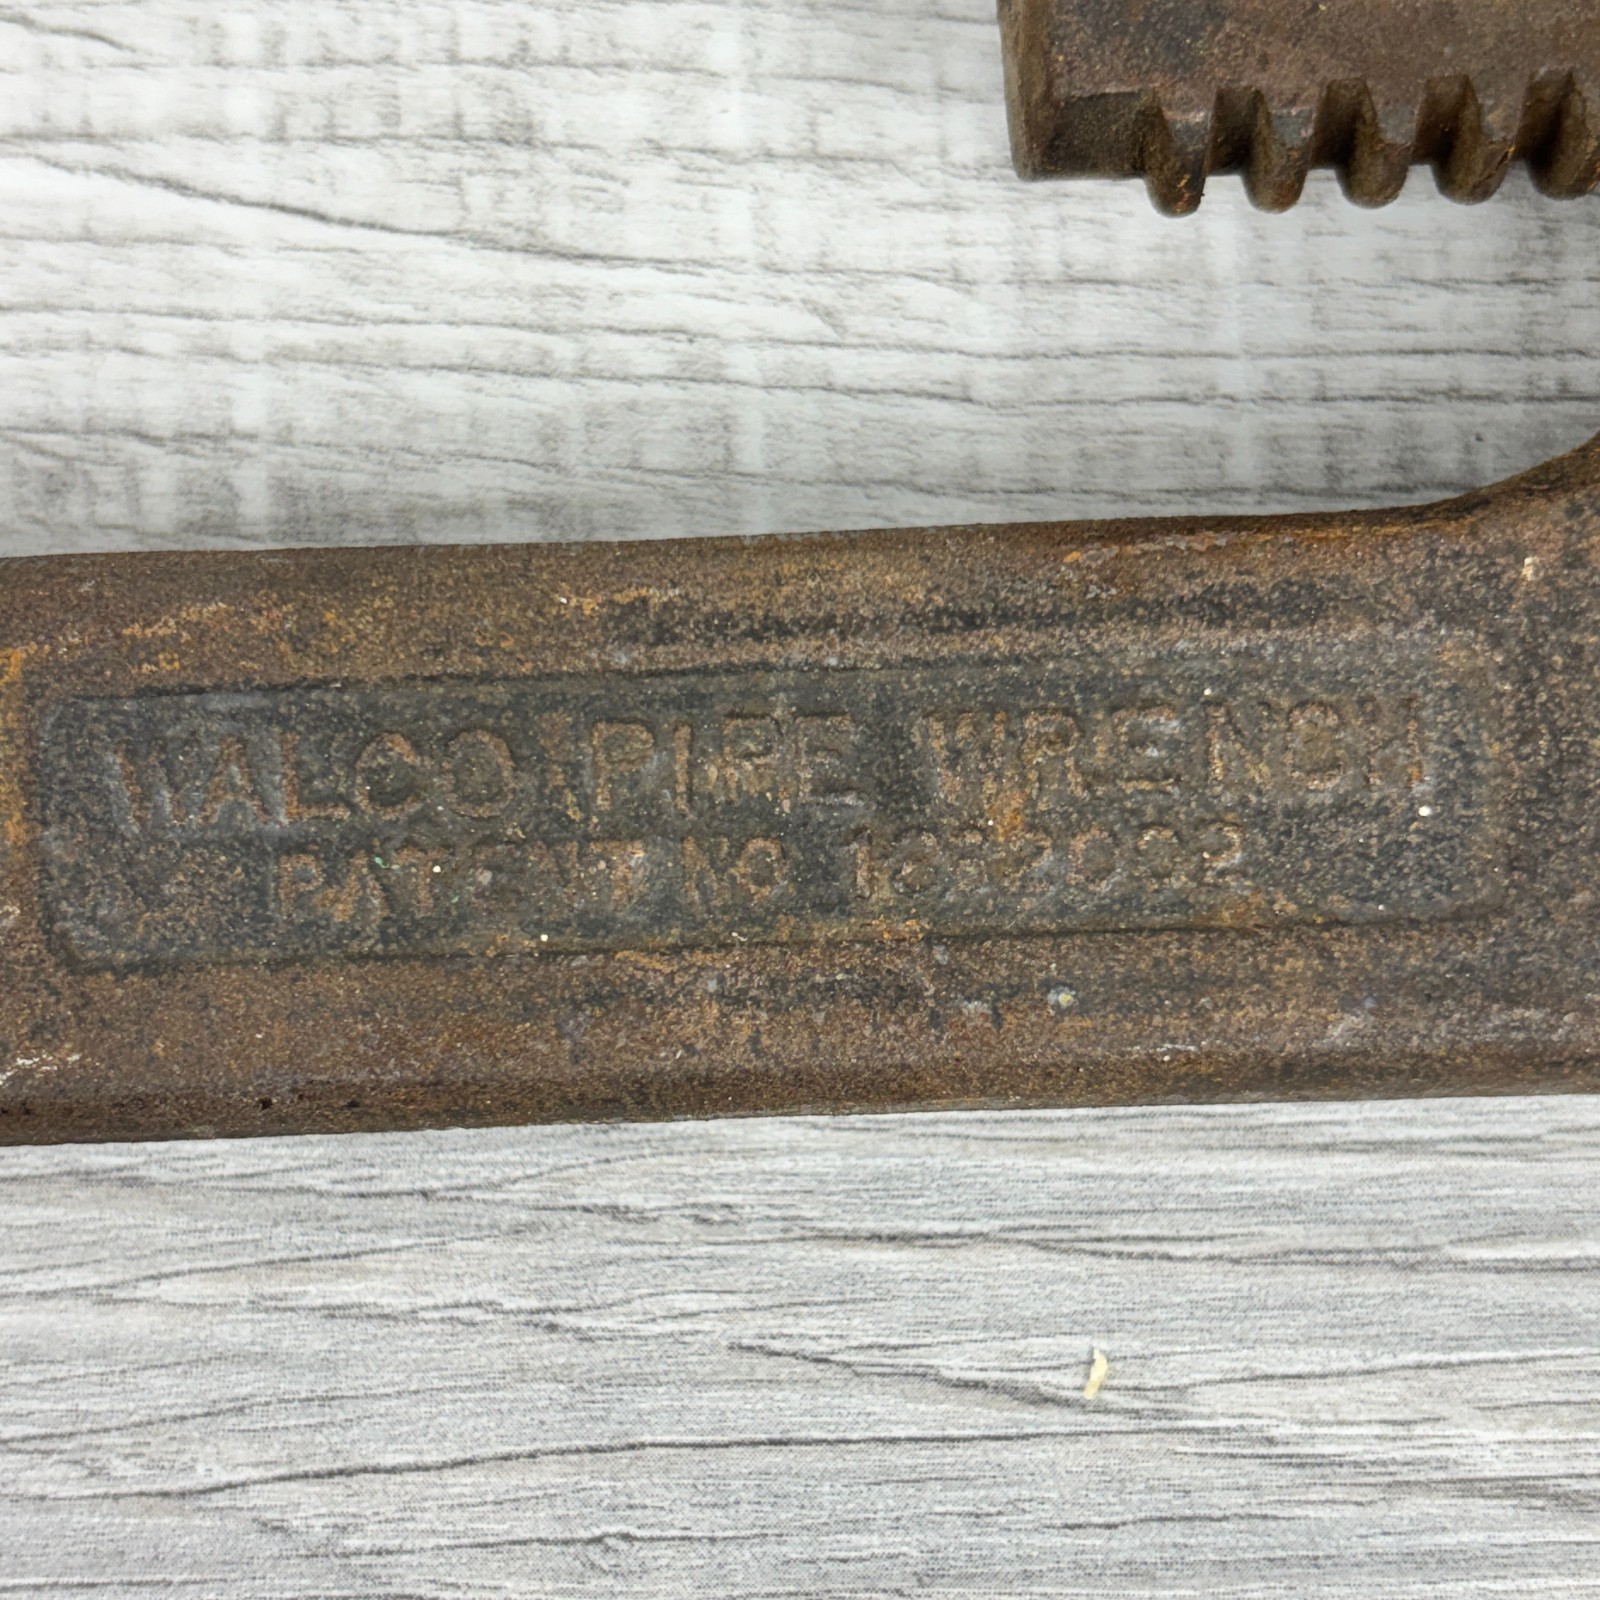 WALCO PIPE WRENCH
PATENT NO